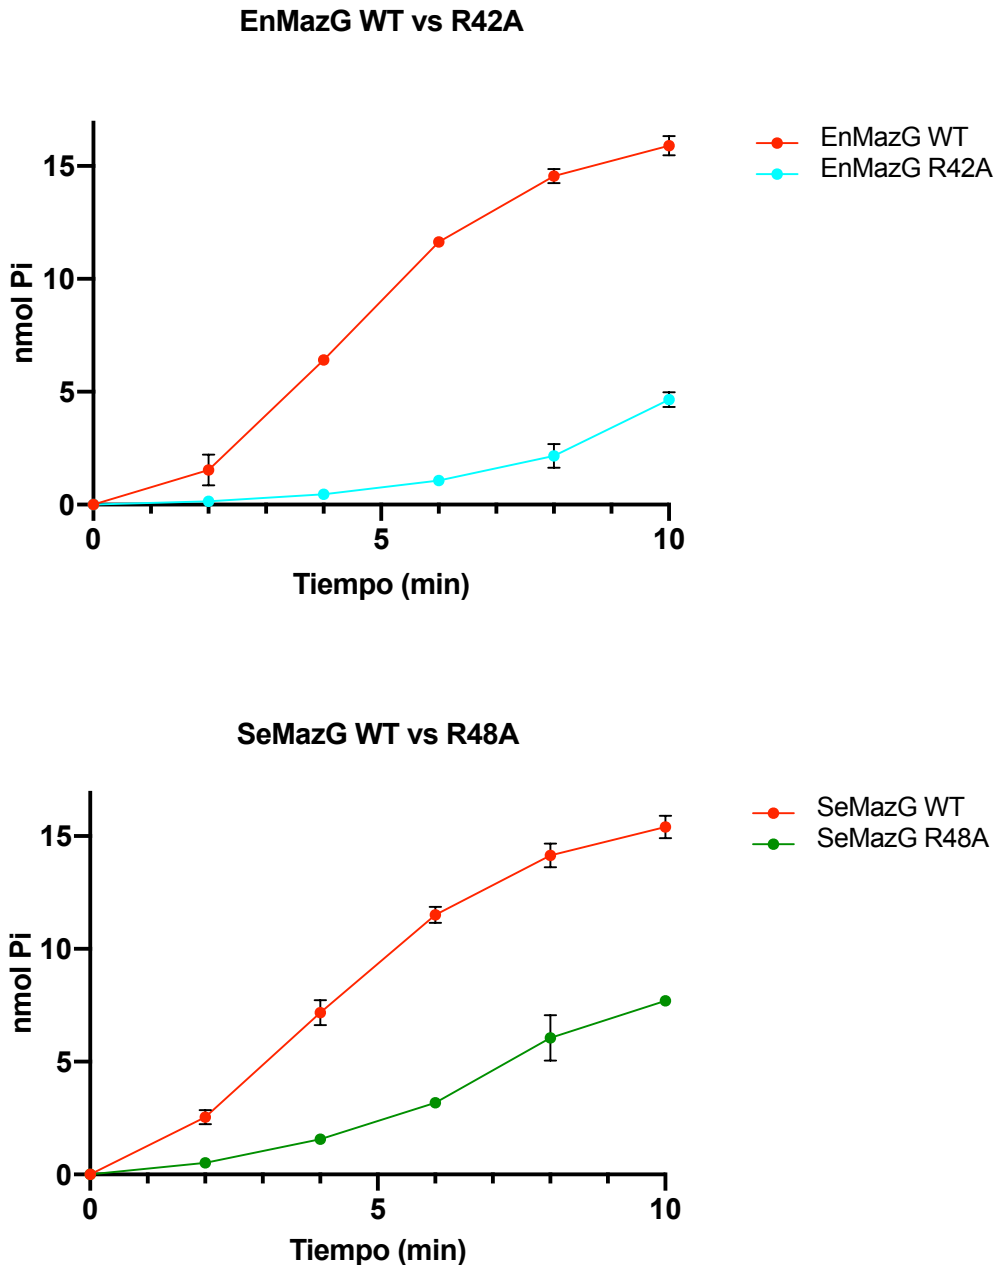 EnMazG WT vs R42A
EnMazG WT
EnMazG R42A
15
10
5
0
nmol Pi
0 5 10
Tiempo (min)
SeMazG WT vs R48A
SeMazG WT
SeMazG R48A
15
10
5
0
nmol Pi
0 5 10
Tiempo (min)